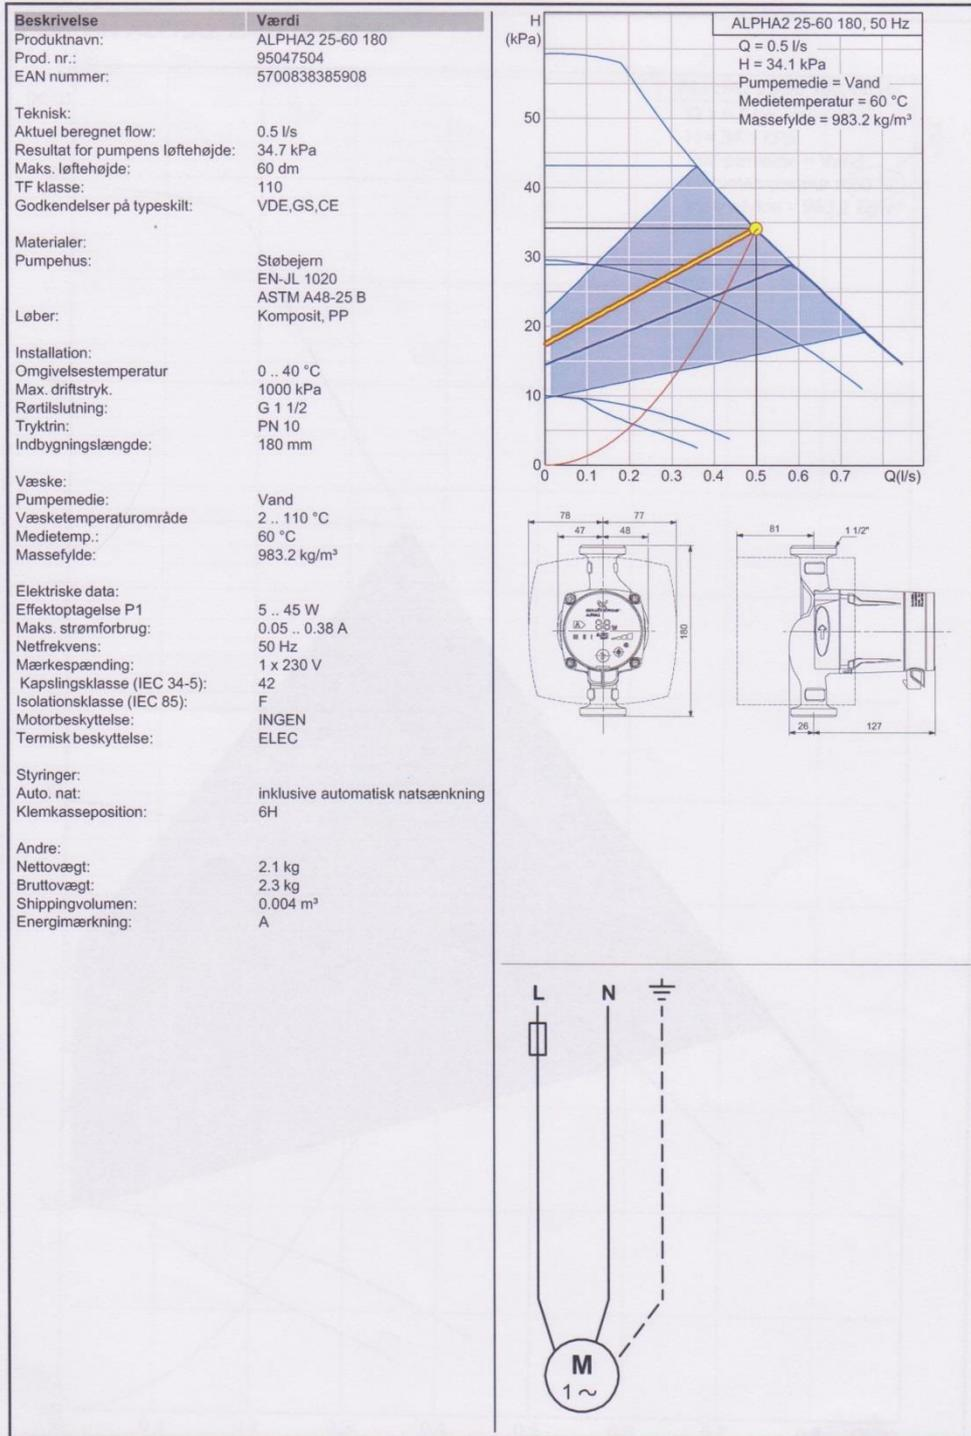 Beskrivelse Værdi
Produktnavn: ALPHA2 25-60 180
Prod. nr.: 95047504
EAN nummer: 5700838385908
Teknisk:
Aktuel beregnet flow: 0.5 l/s
Resultat for pumpens løftehøjde: 34.7 kPa
Maks. løftehøjde: 60 dm
TF klasse: 110
Godkendelser på typeskilt: VDE,GS,CE
Materialer:
Pumpehus: Støbejern
EN-JL 1020
ASTM A48-25 B
Løber: Komposit, PP
Installation:
Omgivelsestemperatur 0 .. 40 °C
Max. driftstryk. 1000 kPa
Rørtilslutning: G 1 1/2
Tryktrin: PN 10
Indbygningslængde: 180 mm
Væske:
Pumpemedie: Vand
Væsketemperaturområde 2 .. 110 °C
Medietemp.: 60 °C
Massefylde: 983.2 kg/m³
Elektriske data:
Effektoptagelse P1 5 .. 45 W
Maks. strømforbrug: 0.05 .. 0.38 A
Netfrekvens: 50 Hz
Mærkespænding: 1 x 230 V
Kapslingsklasse (IEC 34-5): 42
Isolationsklasse (IEC 85): F
Motorbeskyttelse: INGEN
Termisk beskyttelse: ELEC
Styringer:
Auto. nat: inklusive automatisk natsænkning
Klemkasseposition: 6H
Andre:
Nettovægt: 2.1 kg
Bruttovægt: 2.3 kg
Shippingvolumen: 0.004 m³
Energimærkning: A
H
(kPa)
ALPHA2 25-60 180, 50 Hz
Q = 0.5 l/s
H = 34.1 kPa
Pumpemedie = Vand
Medietemperatur = 60 °C
Massefylde = 983.2 kg/m³
50
40
30
20
10
0
0 0.1 0.2 0.3 0.4 0.5 0.6 0.7 Q(l/s)
78 77
47 48
180
81 1 1/2"
26 127
L N
M
1 ~